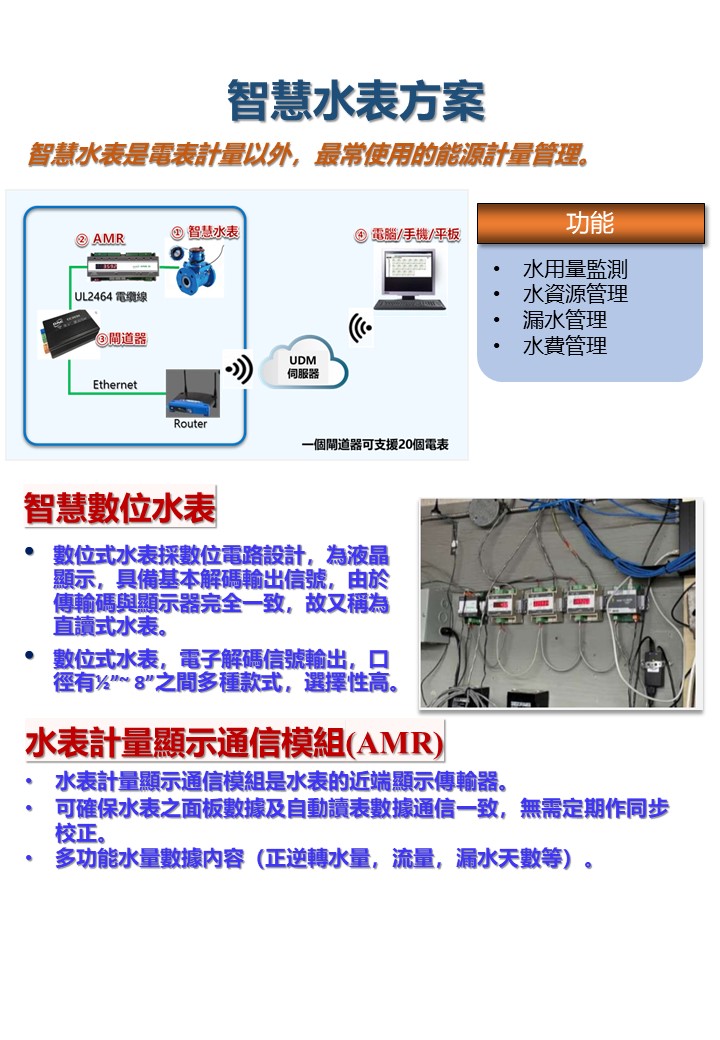 智慧水表方案
智慧水表是電表計量以外，最常使用的能源計量管理。
② AMR
① 智慧水表
UL2464 電纜線
③閘道器
Ethernet
Router
UDM
伺服器
④ 電腦/手機/平板
一個閘道器可支援20個電表
功能
• 水用量監測
• 水資源管理
• 漏水管理
• 水費管理
智慧數位水表
• 數位式水表採數位電路設計，為液晶
顯示，具備基本解碼輸出信號，由於
傳輸碼與顯示器完全一致，故又稱為
直讀式水表。
• 數位式水表，電子解碼信號輸出，口
徑有½”~ 8”之間多種款式，選擇性高。
水表計量顯示通信模組(AMR)
• 水表計量顯示通信模組是水表的近端顯示傳輸器。
• 可確保水表之面板數據及自動讀表數據通信一致，無需定期作同步
校正。
• 多功能水量數據內容（正逆轉水量，流量，漏水天數等）。